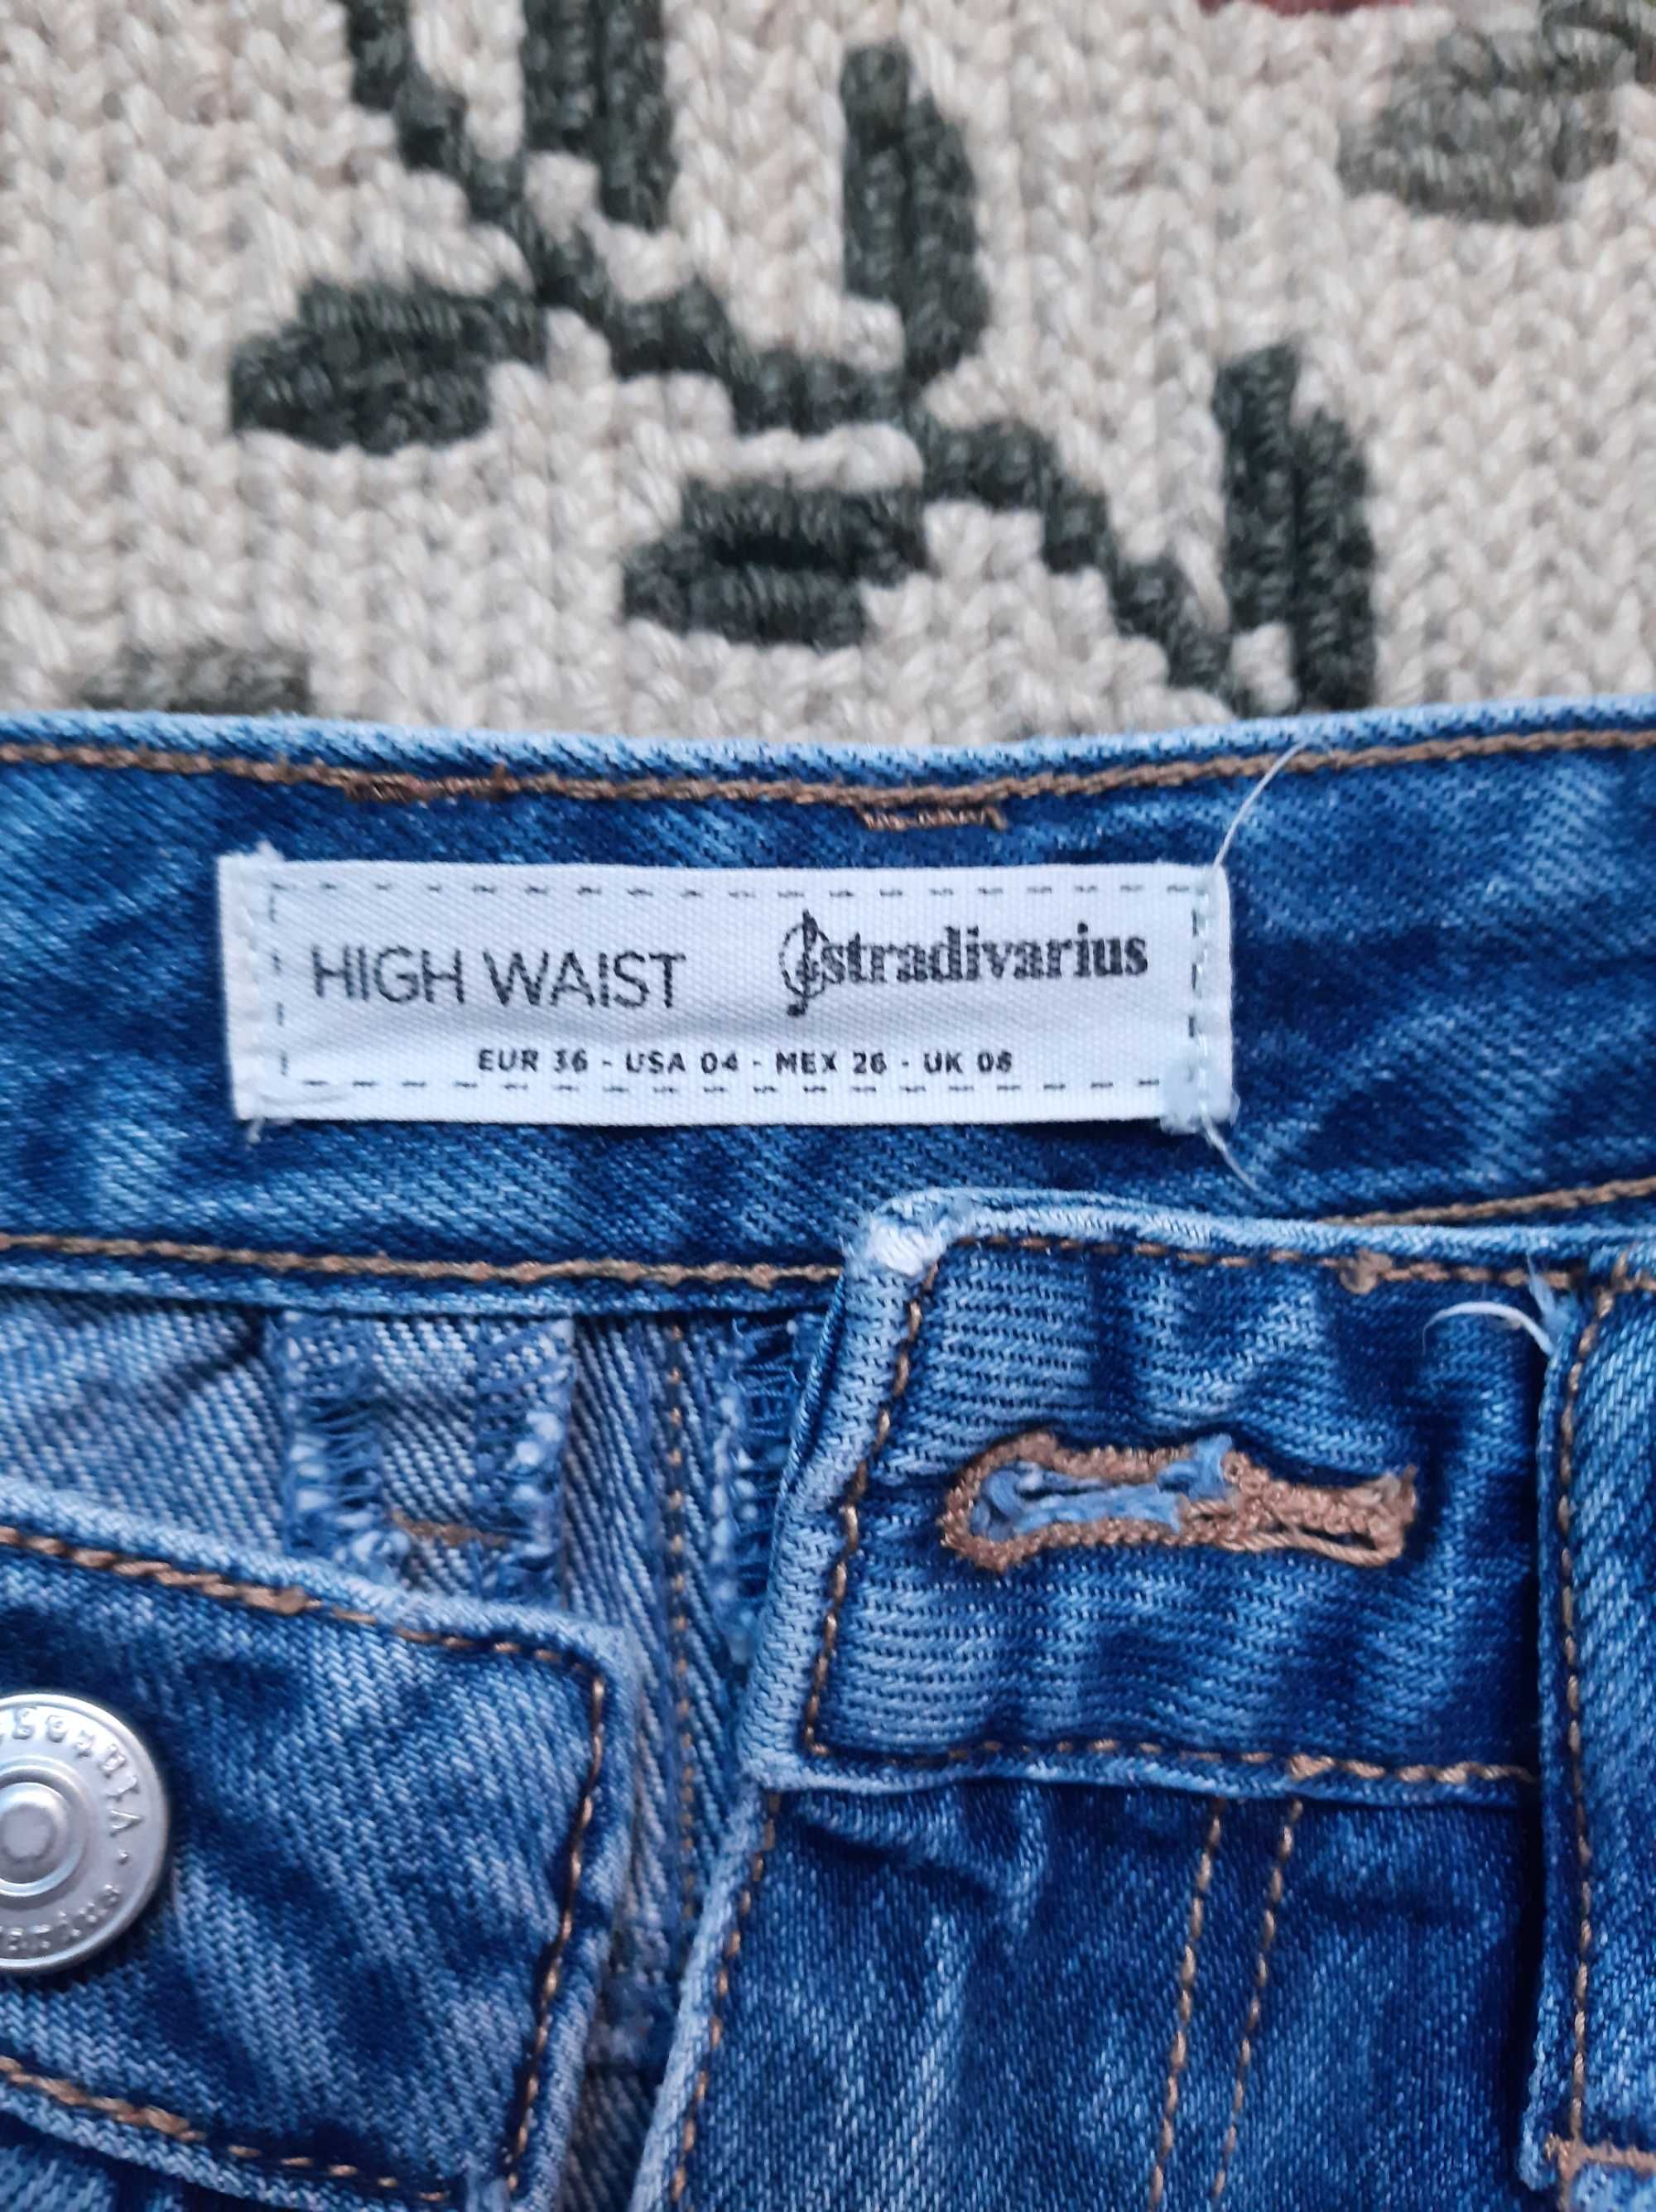 HIGH WAIST stradivarius
EUR 36 - USA 04 - MEX 26 - UK 08